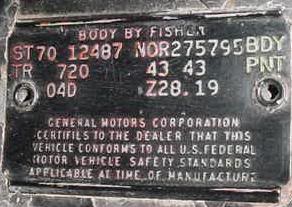 BODY BY FISHER
ST 70 12487 NOR 275795 BDY
TR 720 43 43 PNT
04D Z28.19
GENERAL MOTORS CORPORATION
CERTIFIES TO THE DEALER THAT THIS
VEHICLE CONFORMS TO ALL U.S. FEDERAL
MOTOR VEHICLE SAFETY STANDARDS
APPLICABLE AT TIME OF MANUFACTURE